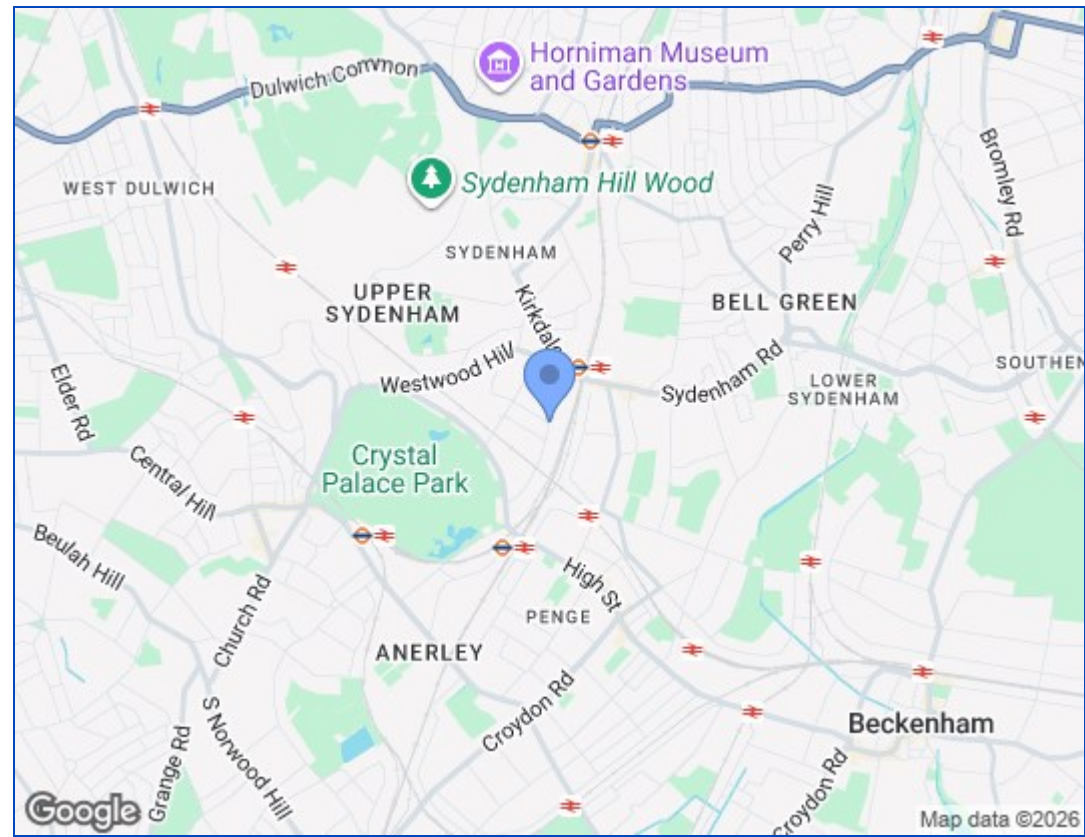 Horniman Museum
and Gardens
Dulwich Common
WEST DULWICH
Sydenham Hill Wood
Bromley Rd
Perry Hill
SYDENHAM
UPPER
SYDENHAM
Kirkdale
BELL GREEN
Westwood Hill
Sydenham Rd
SOUTHEN
LOWER
SYDENHAM
Elder Rd
Crystal
Palace Park
Central Hill
Beulah Hill
High St
Church Rd
PENGE
ANERLEY
Croydon Rd
S Norwood Hill
Grange Rd
Beckenham
Croydon Rd
Google
Map data ©2026